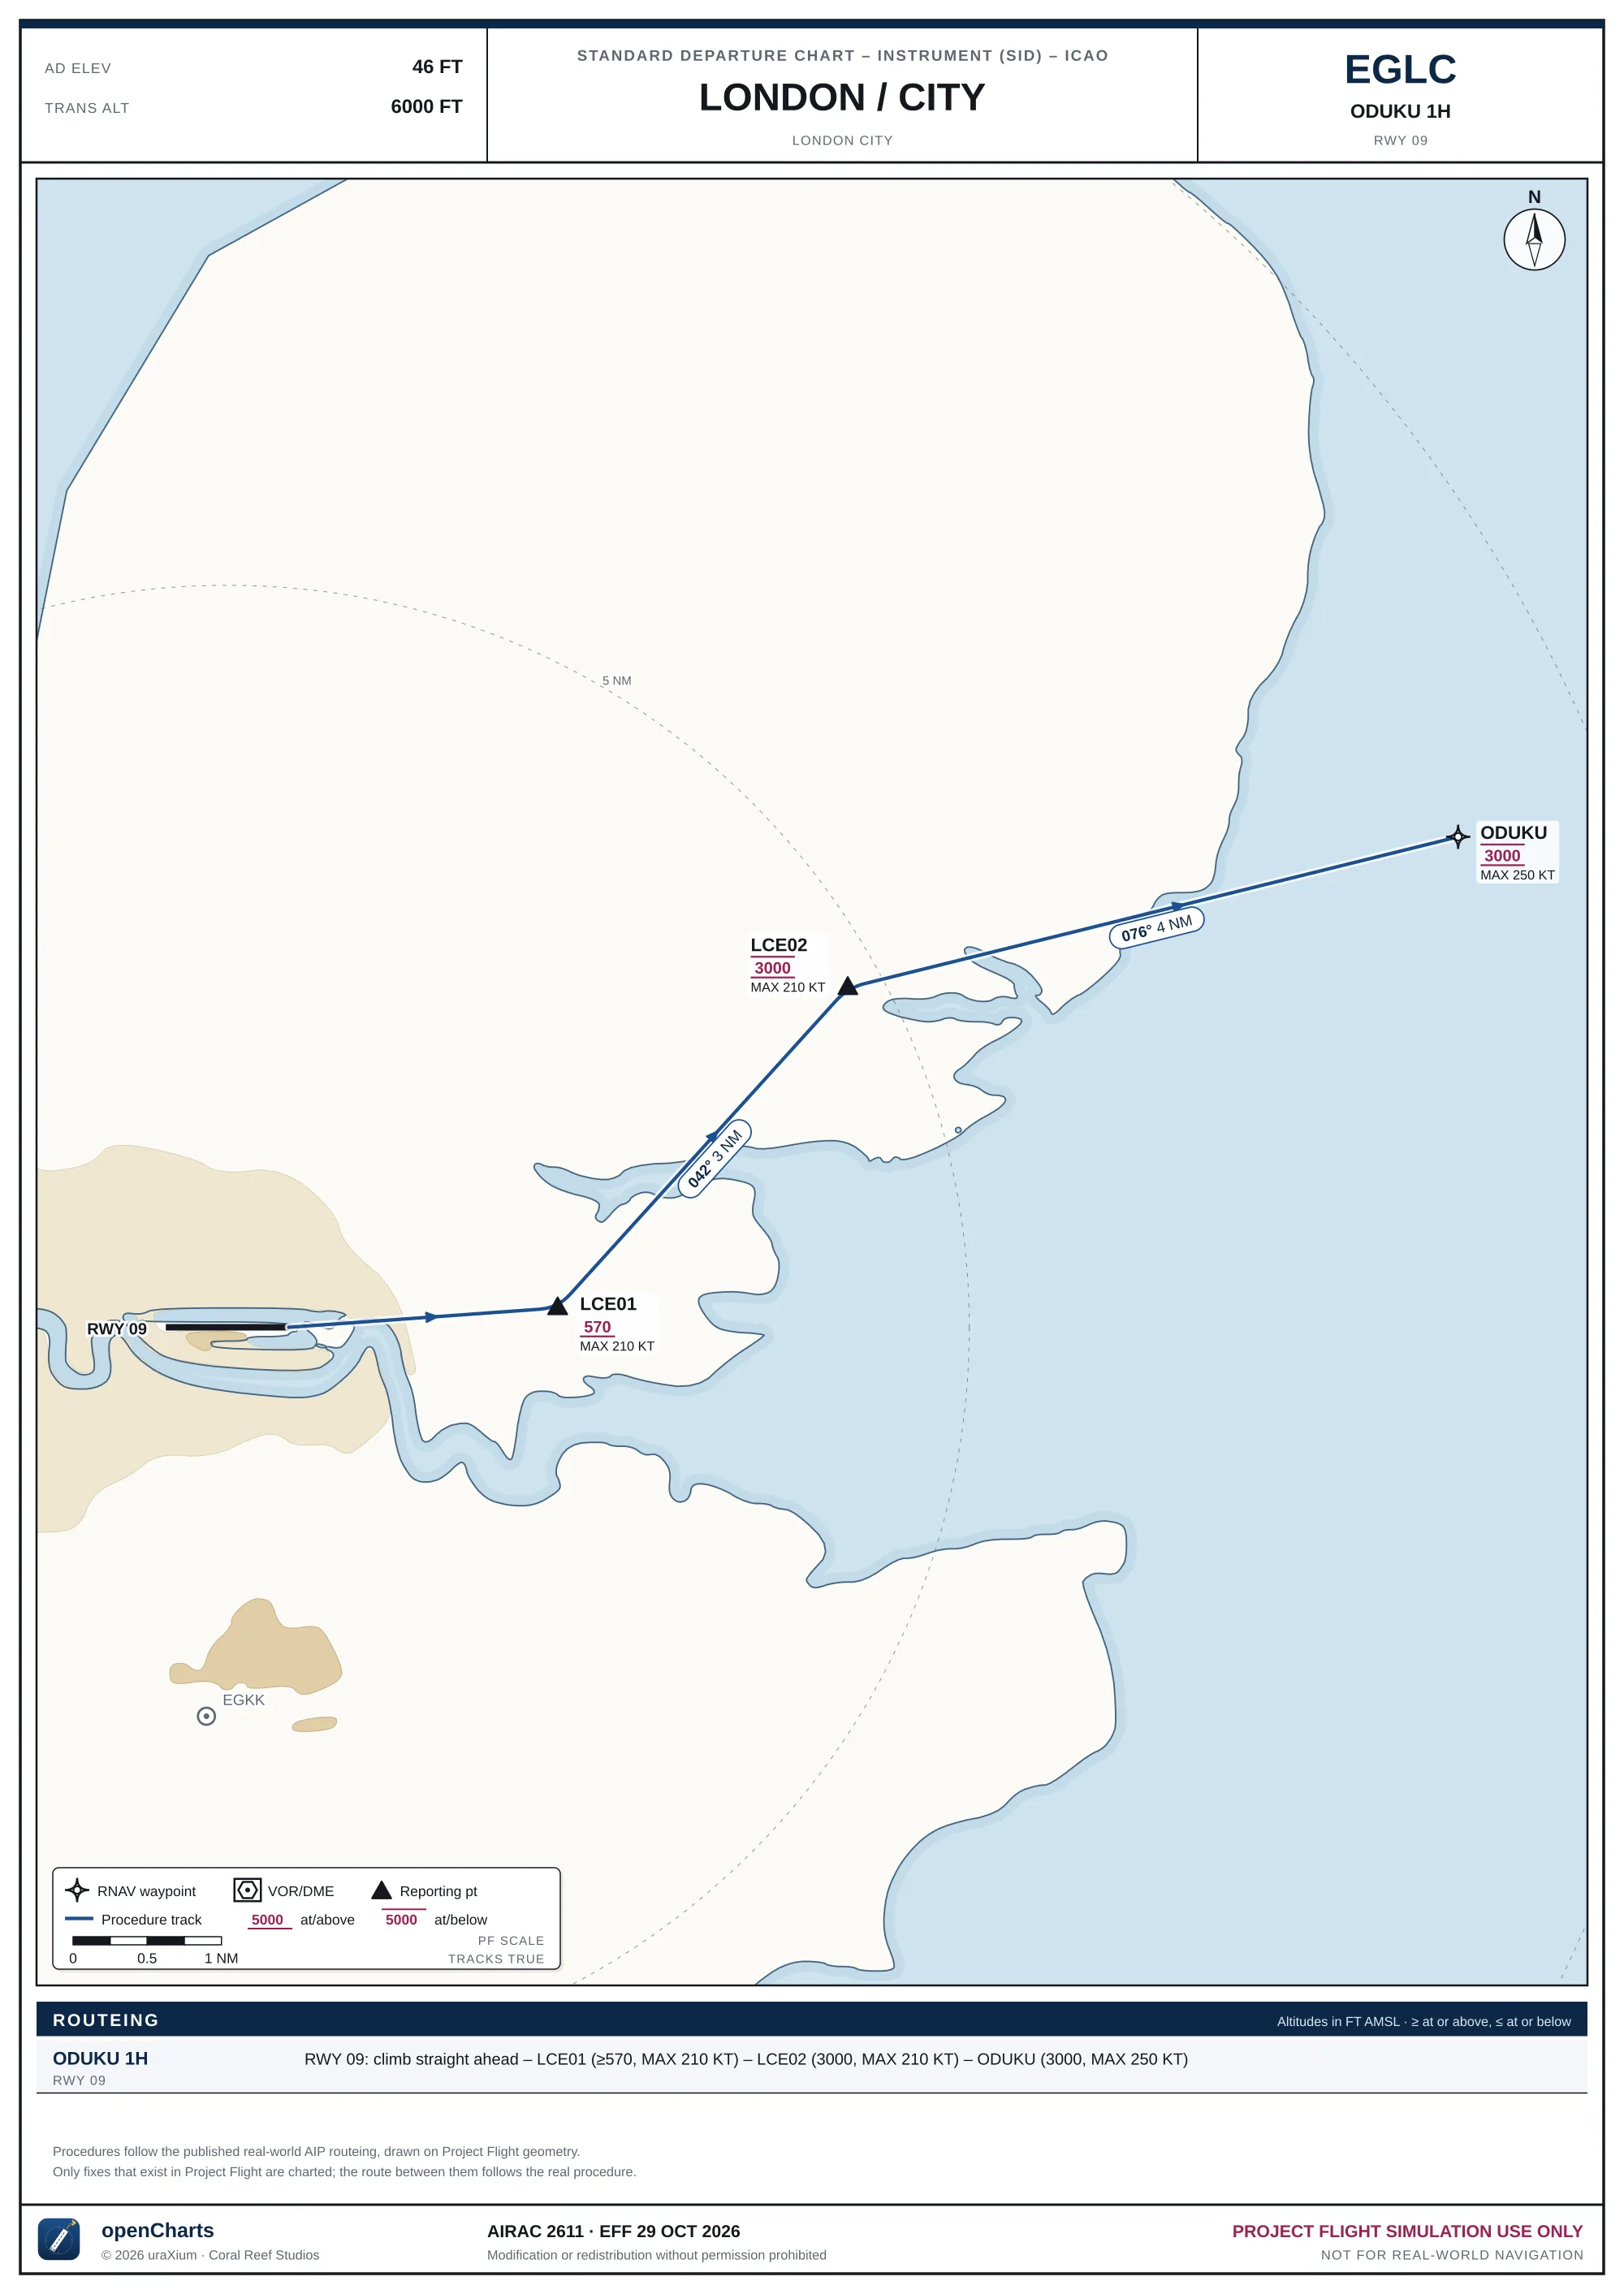 AD ELEV 46 FT
TRANS ALT 6000 FT
STANDARD DEPARTURE CHART – INSTRUMENT (SID) – ICAO
LONDON / CITY
LONDON CITY
EGLC
ODUKU 1H
RWY 09
N
5 NM
ODUKU
3000
MAX 250 KT
076° 4 NM
LCE02
3000
MAX 210 KT
042° 3 NM
LCE01
570
MAX 210 KT
RWY 09
EGKK
RNAV waypoint VOR/DME Reporting pt
Procedure track 5000 at/above 5000 at/below
PF SCALE
0 0.5 1 NM
TRACKS TRUE
ROUTEING
Altitudes in FT AMSL · ≥ at or above, ≤ at or below
ODUKU 1H
RWY 09
RWY 09: climb straight ahead – LCE01 (≥570, MAX 210 KT) – LCE02 (3000, MAX 210 KT) – ODUKU (3000, MAX 250 KT)
Procedures follow the published real-world AIP routeing, drawn on Project Flight geometry.
Only fixes that exist in Project Flight are charted; the route between them follows the real procedure.
openCharts
© 2026 uraXium · Coral Reef Studios
AIRAC 2611 · EFF 29 OCT 2026
Modification or redistribution without permission prohibited
PROJECT FLIGHT SIMULATION USE ONLY
NOT FOR REAL-WORLD NAVIGATION